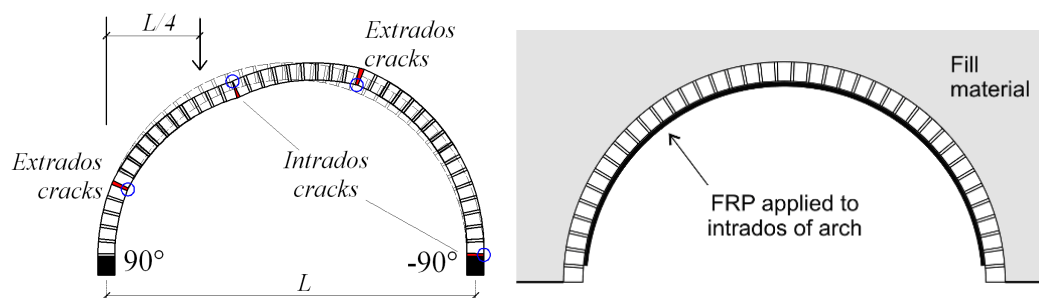 L/4
Extrados
cracks
Extrados
cracks
Intrados
cracks
90°
-90°
L
Fill
material
FRP applied to
intrados of arch